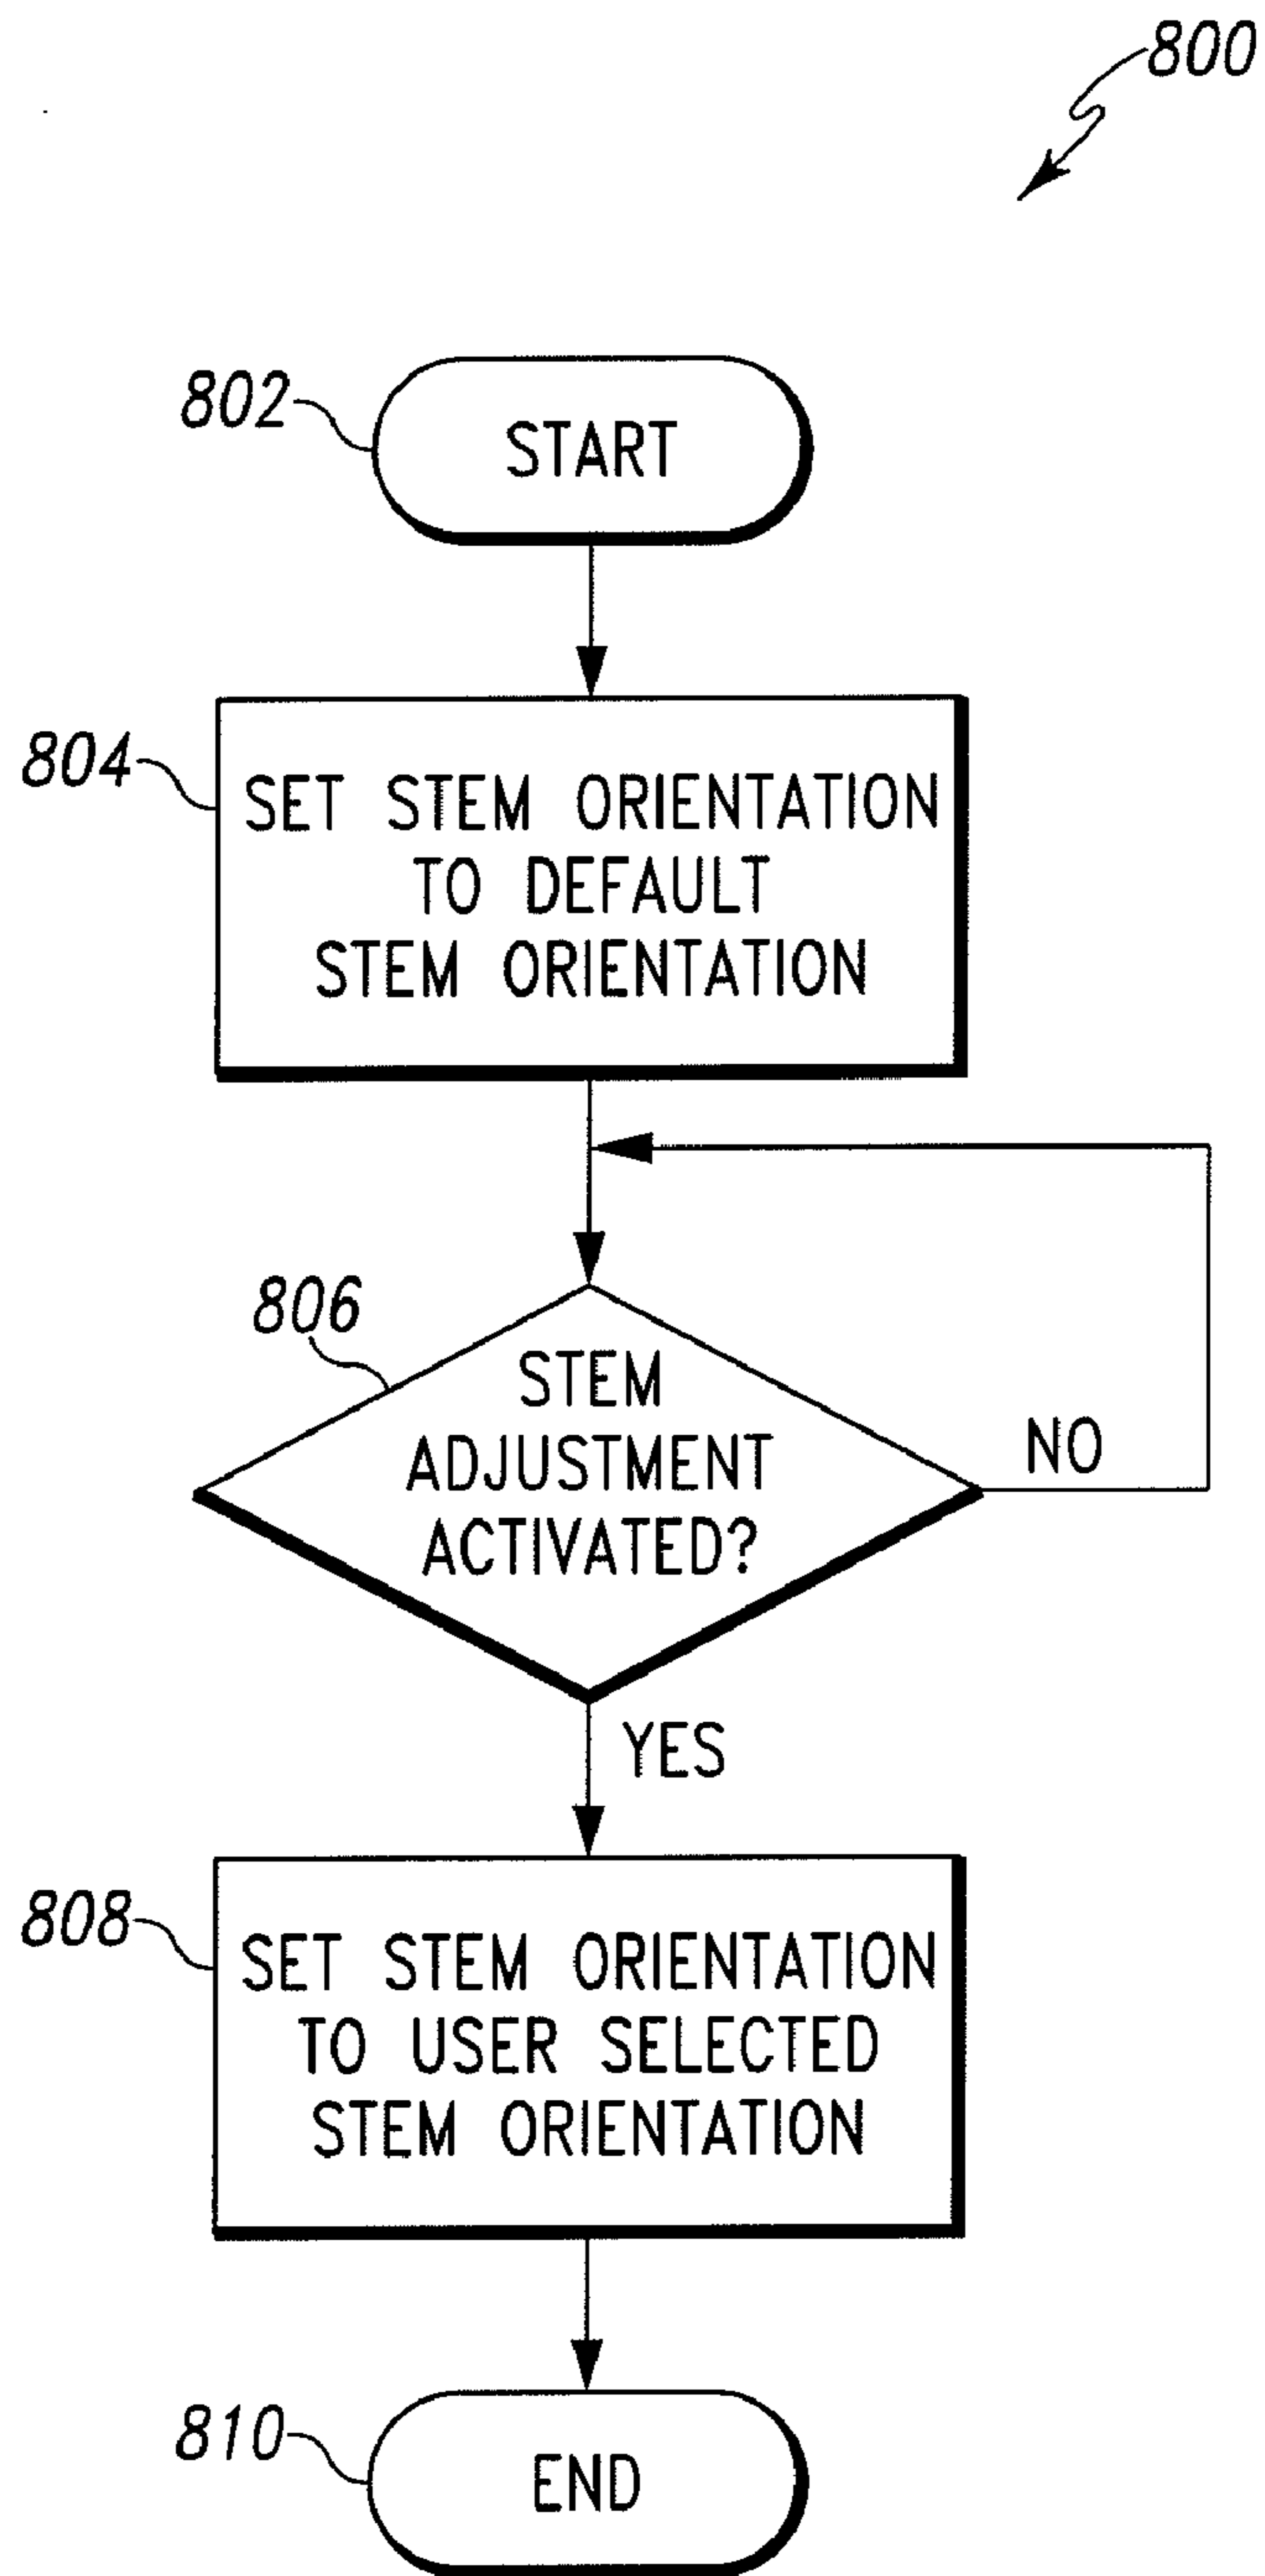 800
802
START
804
SET STEM ORIENTATION
TO DEFAULT
STEM ORIENTATION
806
STEM
ADJUSTMENT
ACTIVATED?
NO
YES
808
SET STEM ORIENTATION
TO USER SELECTED
STEM ORIENTATION
810
END